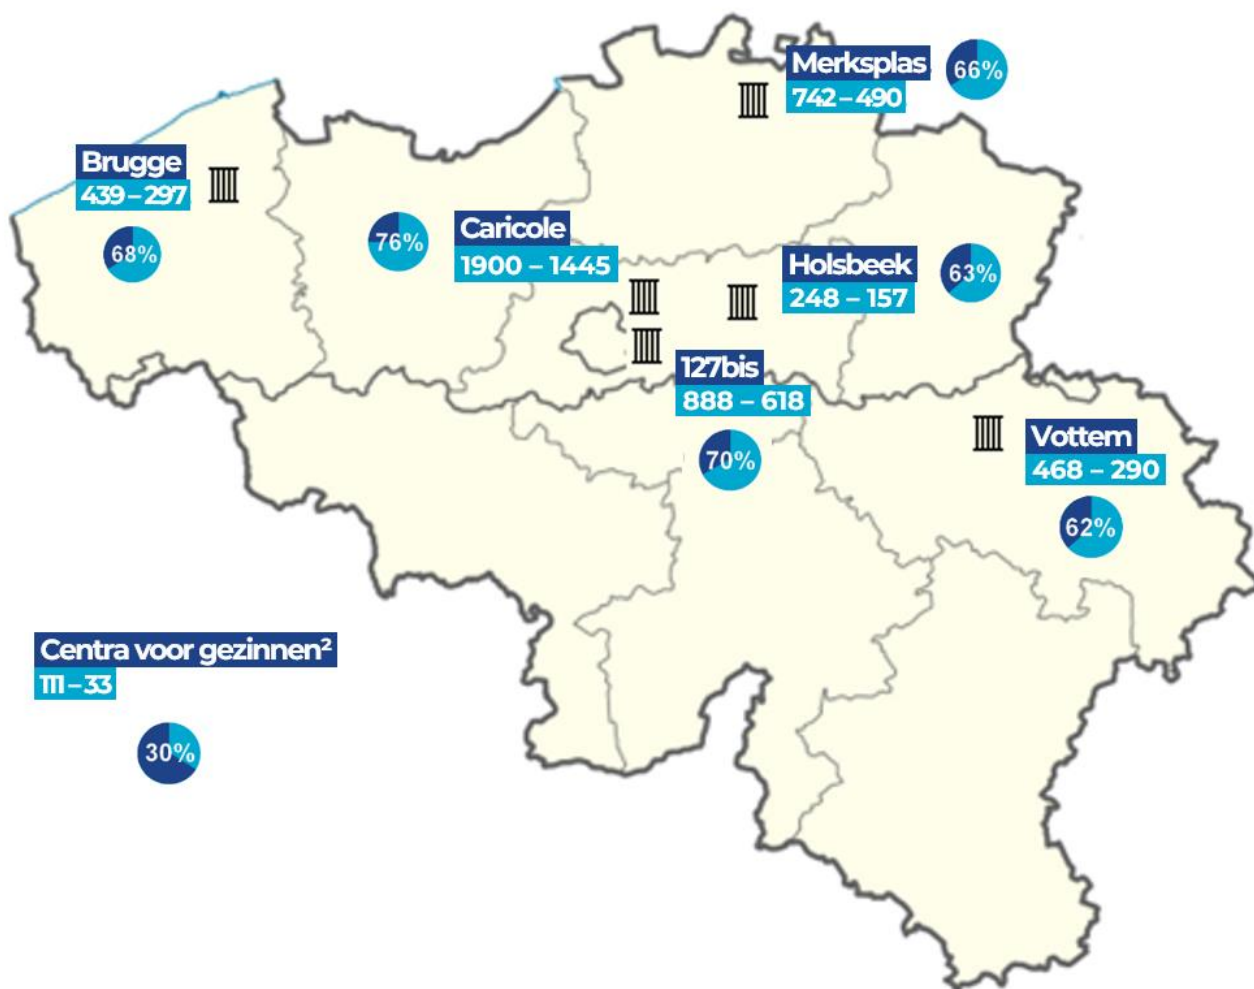 Merksplas
742 – 490
66%
Brugge
439 – 297
68%
76%
Caricole
1900 – 1445
Holsbeek
248 – 157
63%
127bis
888 – 618
70%
Vottem
468 – 290
62%
Centra voor gezinnen²
111 – 33
30%